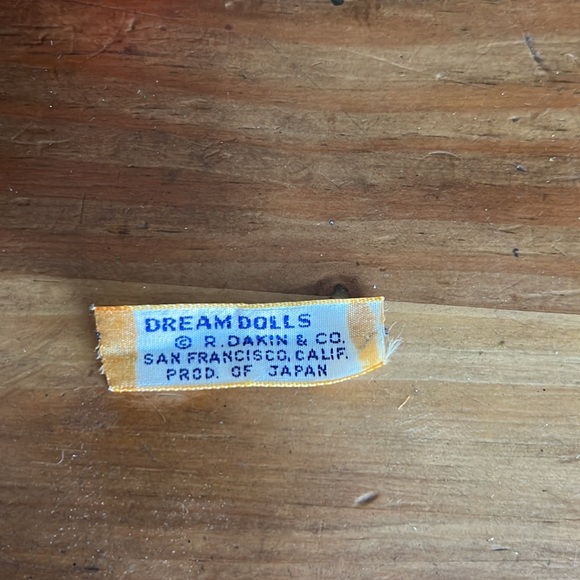 DREAM DOLLS
© R. DAKIN & CO.
SAN FRANCISCO, CALIF.
PROD. OF JAPAN